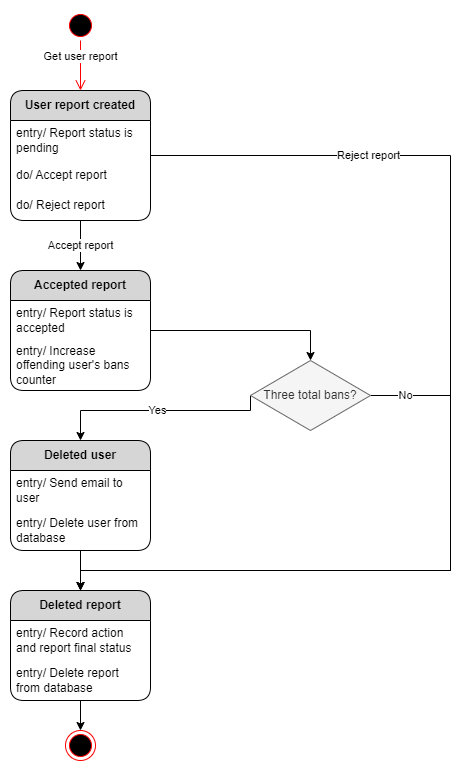 Get user report
User report created
entry/ Report status is
pending
do/ Accept report
do/ Reject report
Reject report
Accept report
Accepted report
entry/ Report status is
accepted
entry/ Increase
offending user's bans
counter
Three total bans?
No
Yes
Deleted user
entry/ Send email to
user
entry/ Delete user from
database
Deleted report
entry/ Record action
and report final status
entry/ Delete report
from database